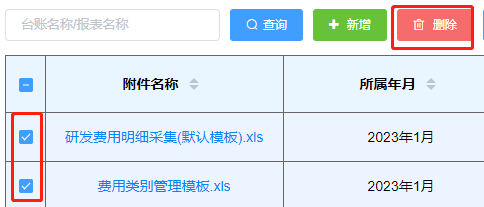 台账名称/报表名称 查询 新增 删除
附件名称 所属年月
研发费用明细采集(默认模板).xls 2023年1月
费用类别管理模板.xls 2023年1月